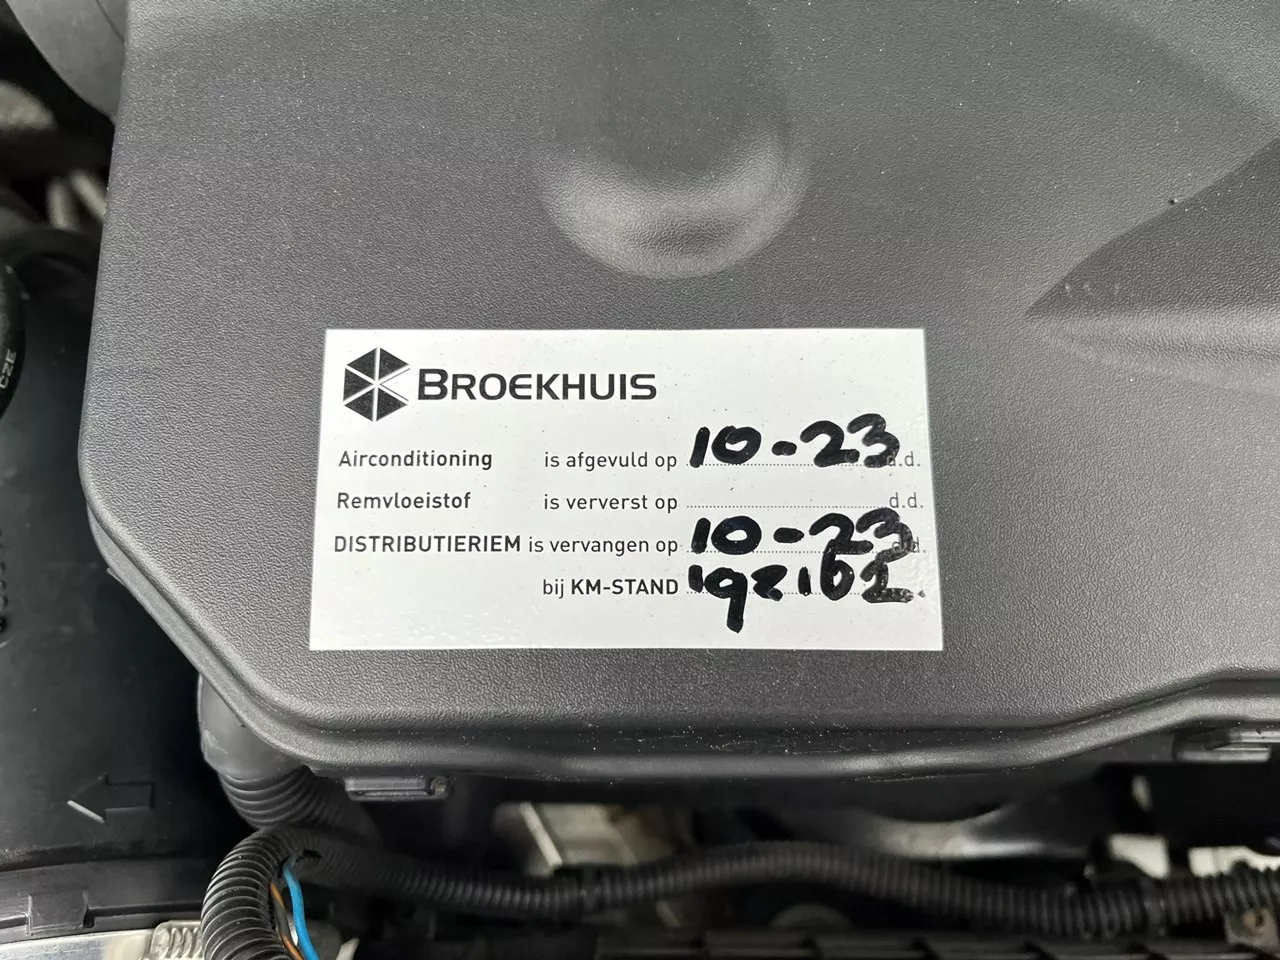 BROEKHUIS
Airconditioning is afgevuld op 10-23 d.d.
Remvloeistof is ververst op d.d.
DISTRIBUTIERIEM is vervangen op 10-23 d.d.
bij KM-STAND 192162
CZE